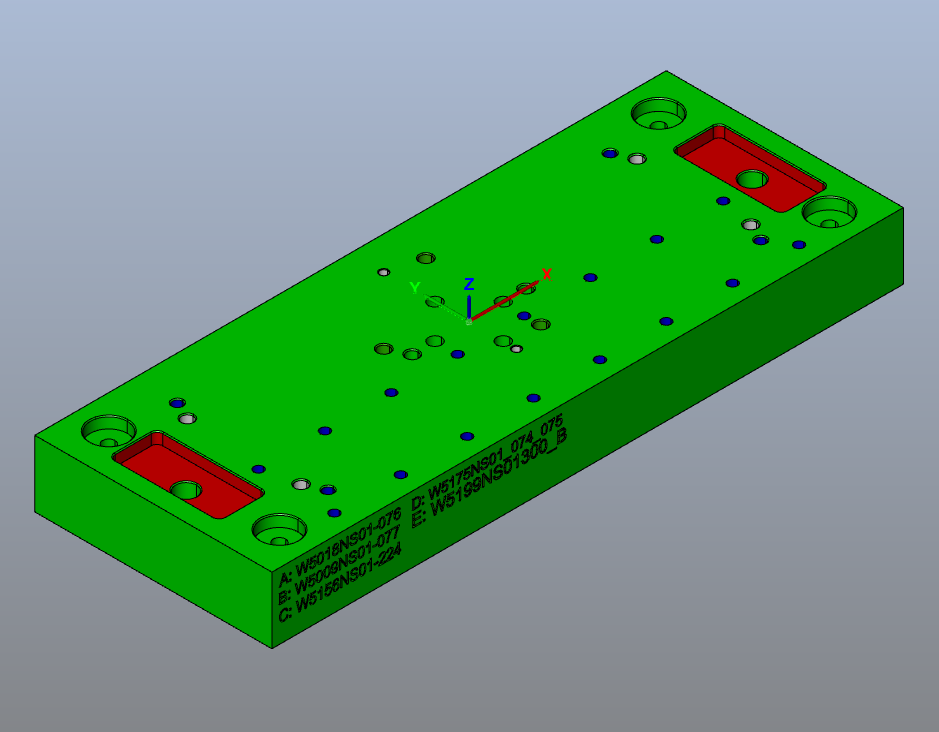 X
Y
Z
A: W5018NS01-076
B: W5009NS01-077
C: W5156NS01-224
D: W5175NS01_074_075
E: W5199NS01300_B